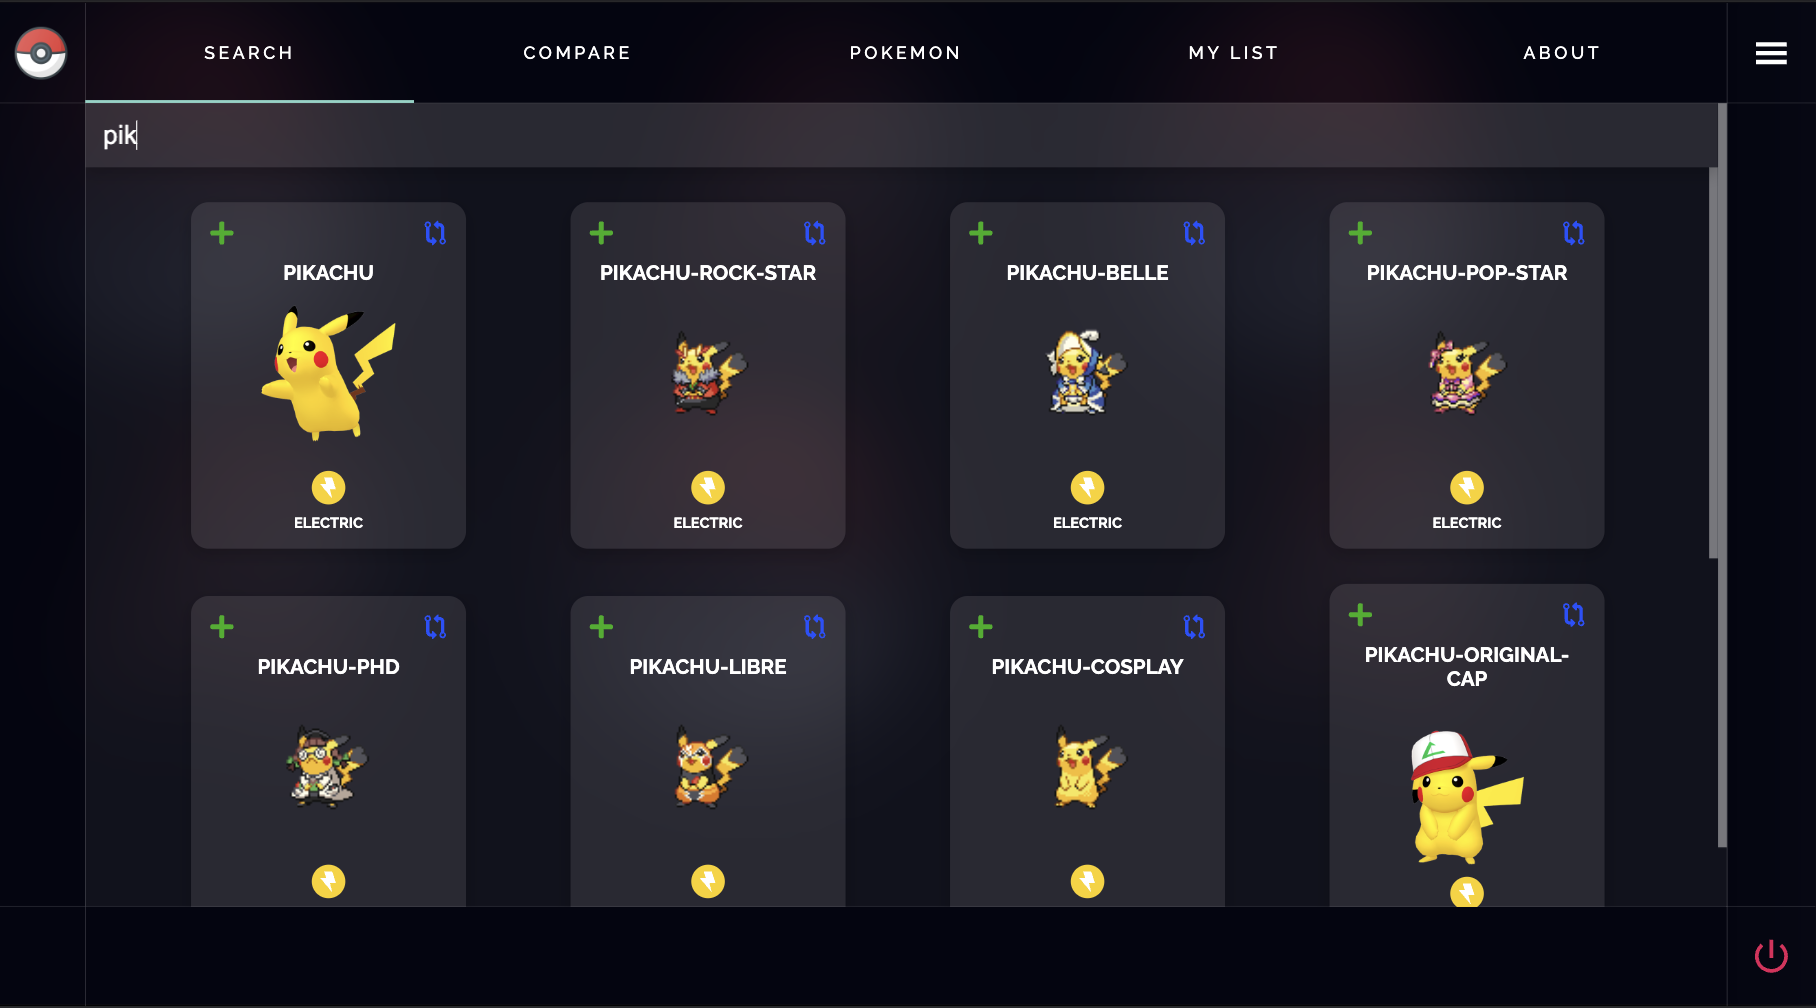 SEARCH
COMPARE
POKEMON
MY LIST
ABOUT
pik
PIKACHU
ELECTRIC
PIKACHU-ROCK-STAR
ELECTRIC
PIKACHU-BELLE
ELECTRIC
PIKACHU-POP-STAR
ELECTRIC
PIKACHU-PHD
PIKACHU-LIBRE
PIKACHU-COSPLAY
PIKACHU-ORIGINAL-
CAP